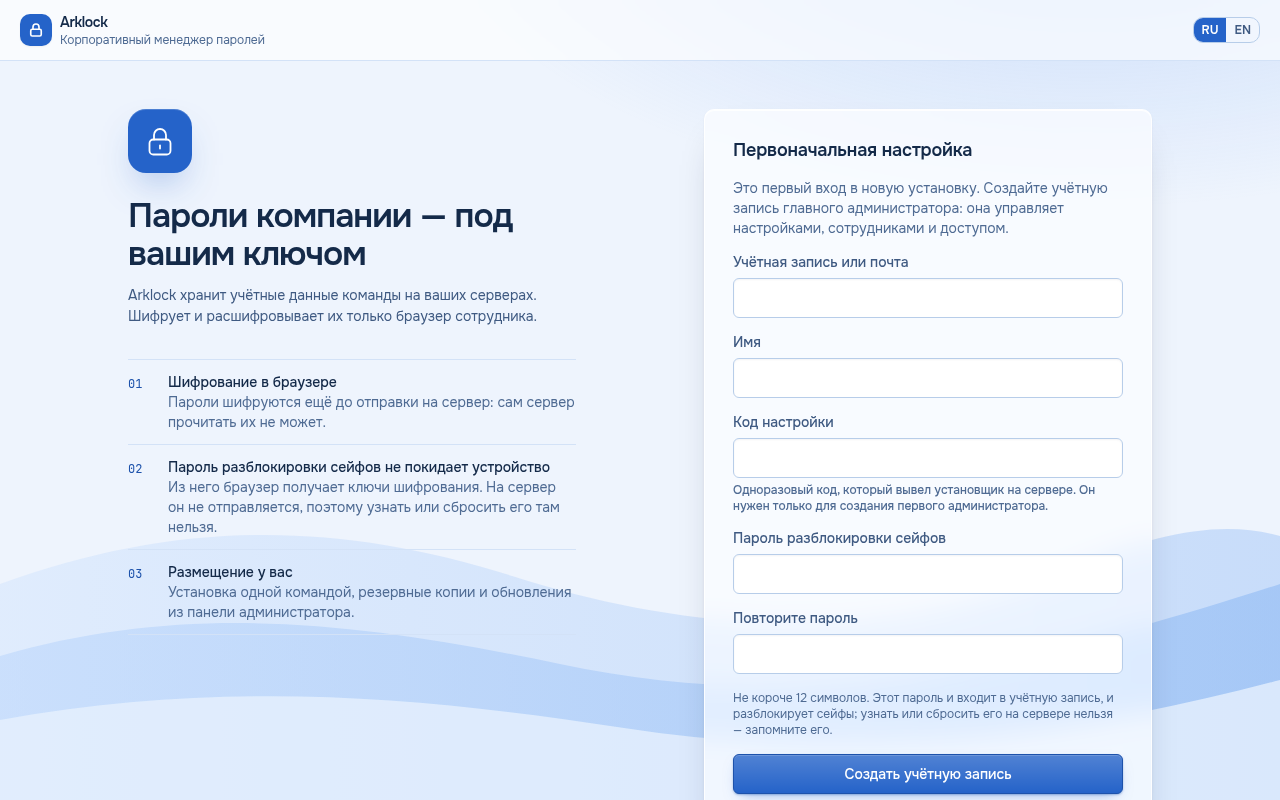 Arklock
Корпоративный менеджер паролей
RU EN
Пароли компании — под
вашим ключом
Arklock хранит учётные данные команды на ваших серверах.
Шифрует и расшифровывает их только браузер сотрудника.
01 Шифрование в браузере
Пароли шифруются ещё до отправки на сервер: сам сервер
прочитать их не может.
02 Пароль разблокировки сейфов не покидает устройство
Из него браузер получает ключи шифрования. На сервер
он не отправляется, поэтому узнать или сбросить его там
нельзя.
03 Размещение у вас
Установка одной командой, резервные копии и обновления
из панели администратора.
Первоначальная настройка
Это первый вход в новую установку. Создайте учётную
запись главного администратора: она управляет
настройками, сотрудниками и доступом.
Учётная запись или почта
Имя
Код настройки
Одноразовый код, который вывел установщик на сервере. Он
нужен только для создания первого администратора.
Пароль разблокировки сейфов
Повторите пароль
Не короче 12 символов. Этот пароль и входит в учётную запись, и
разблокирует сейфы; узнать или сбросить его на сервере нельзя
— запомните его.
Создать учётную запись